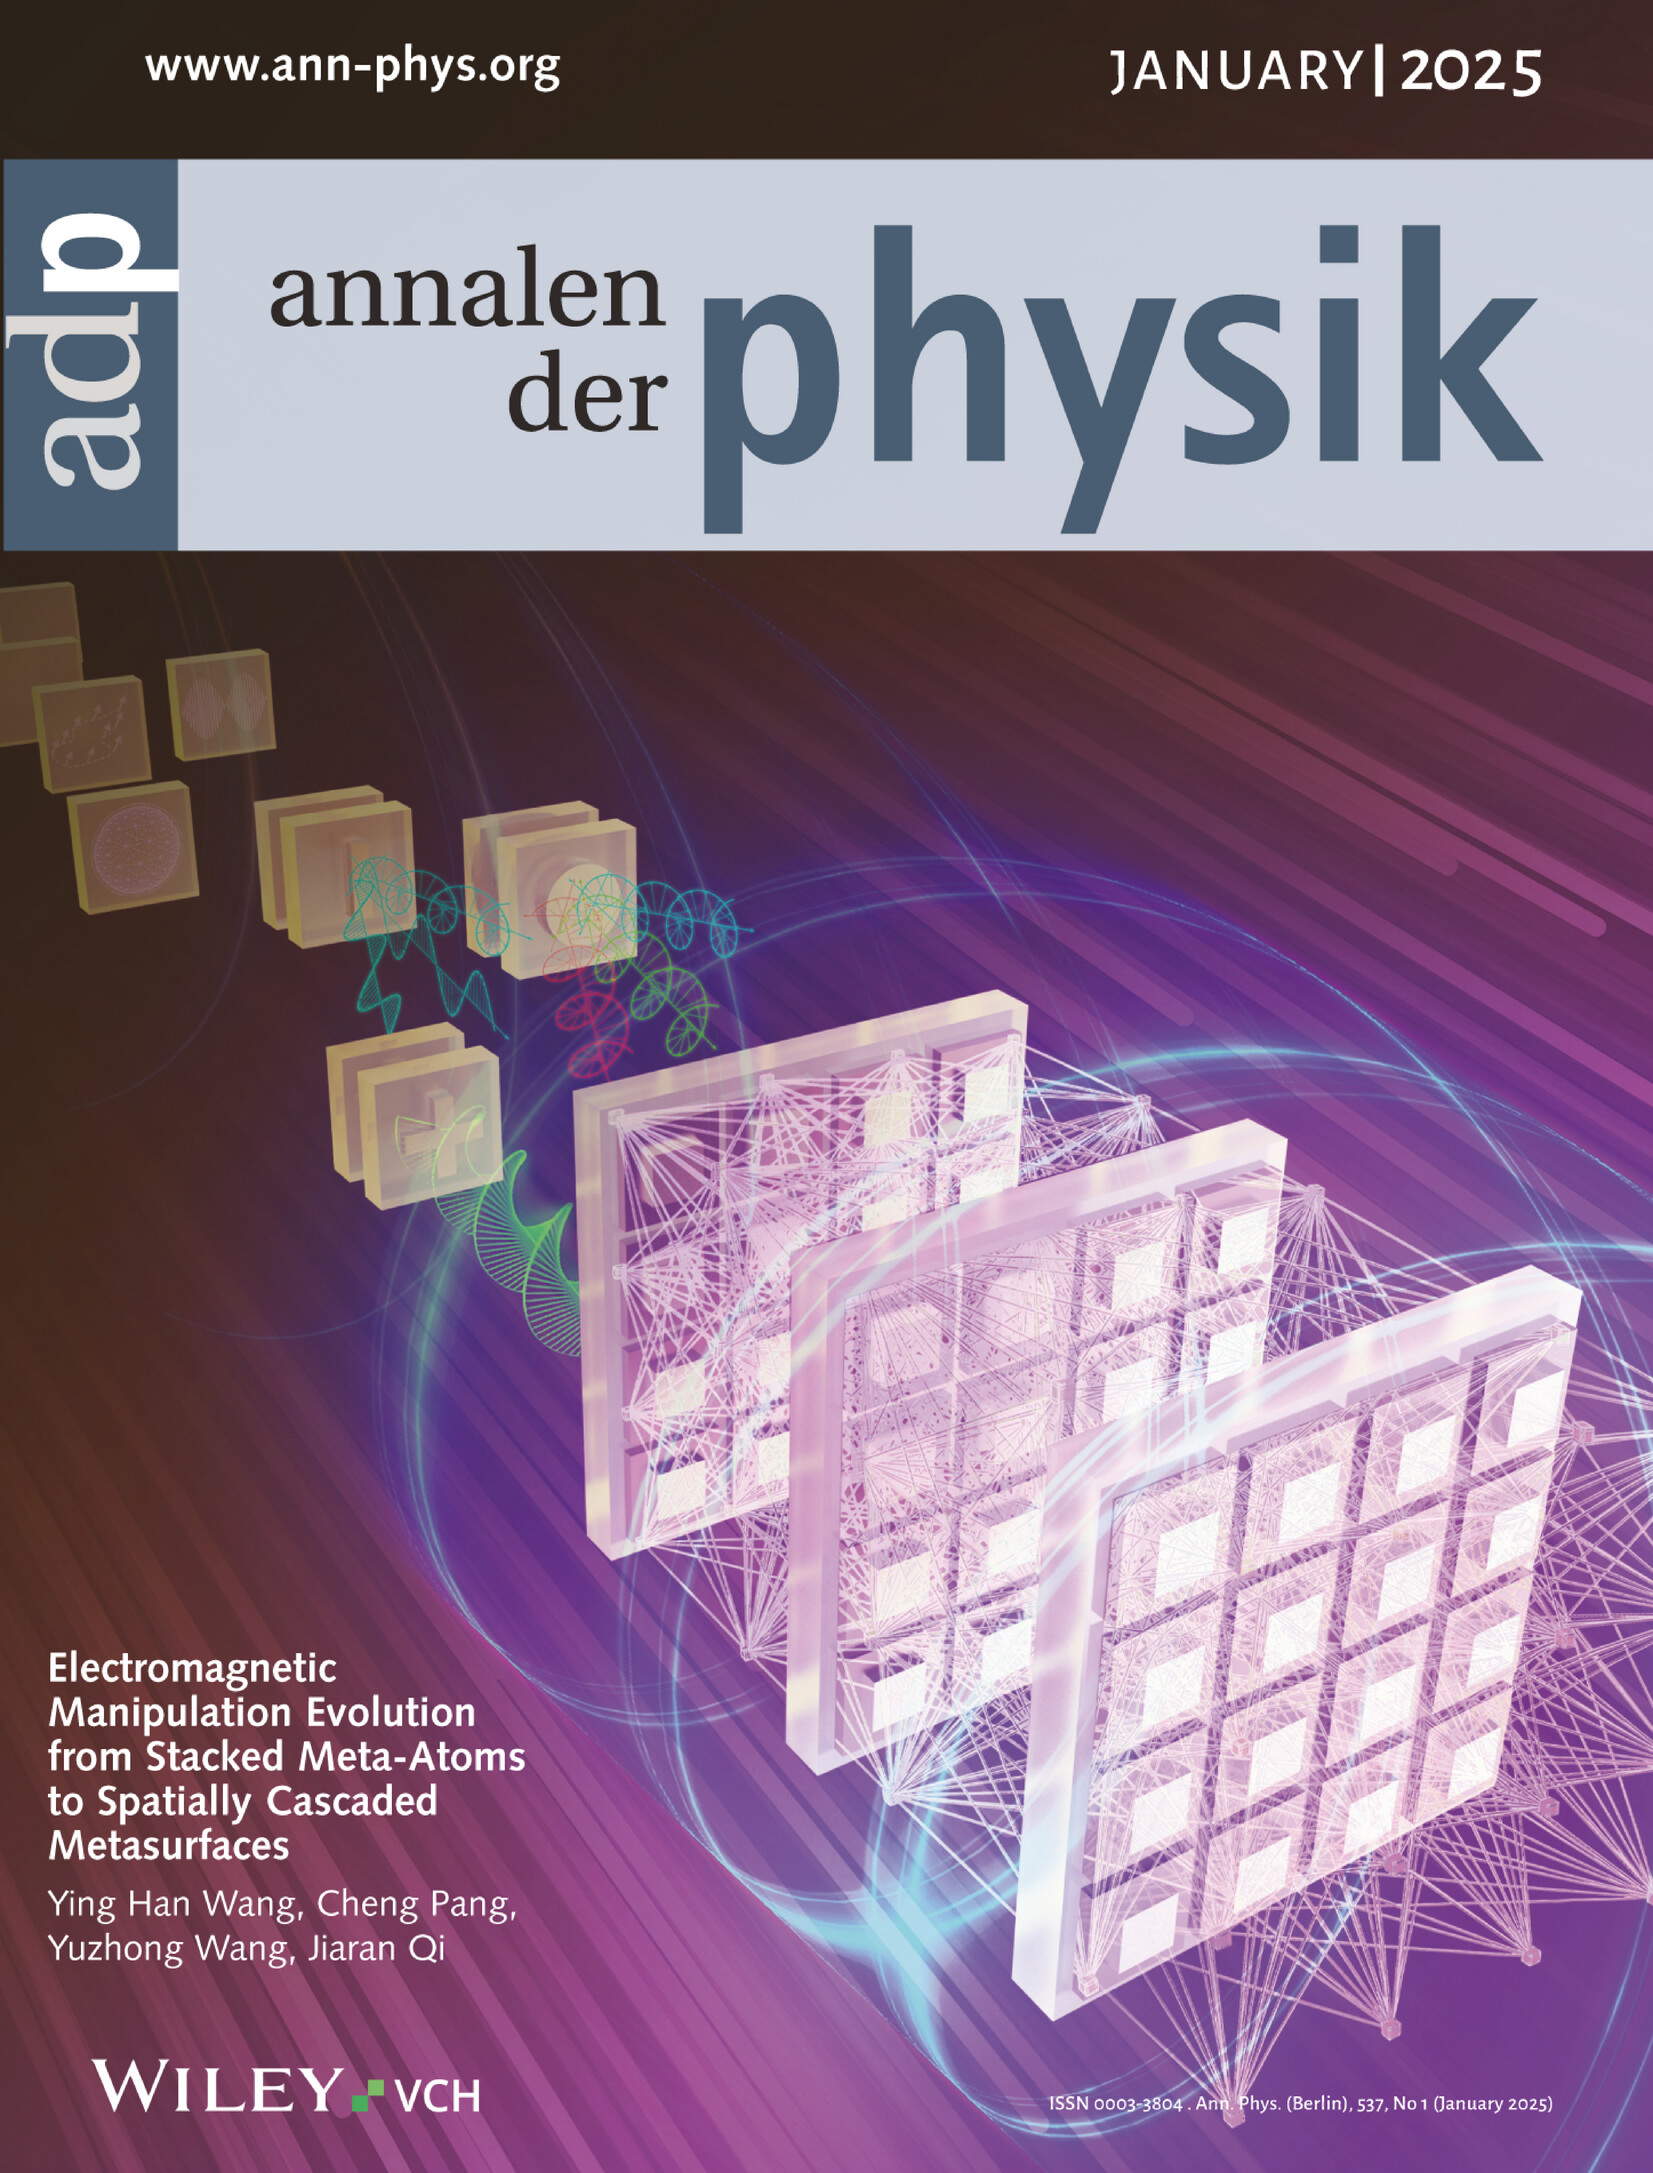 www.ann-phys.org
JANUARY|2025
adp
annalen
der
physik
Electromagnetic
Manipulation Evolution
from Stacked Meta-Atoms
to Spatially Cascaded
Metasurfaces
Ying Han Wang, Cheng Pang,
Yuzhong Wang, Jiaran Qi
WILEY VCH
ISSN 0003-3804 . Ann. Phys. (Berlin), 537, No 1 (January 2025)